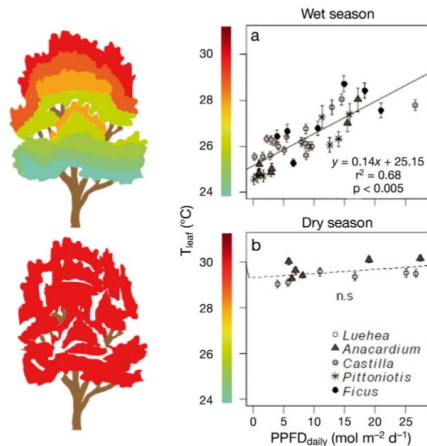 Wet season
a
30
28
26
24
y = 0.14x + 25.15
r² = 0.68
p < 0.005
T_leaf (°C)
Dry season
b
30
28
26
24
n.s
Luehea
Anacardium
Castilla
Pittoniotis
Ficus
0 5 10 15 20 25
PPFD_daily (mol m⁻² d⁻¹)